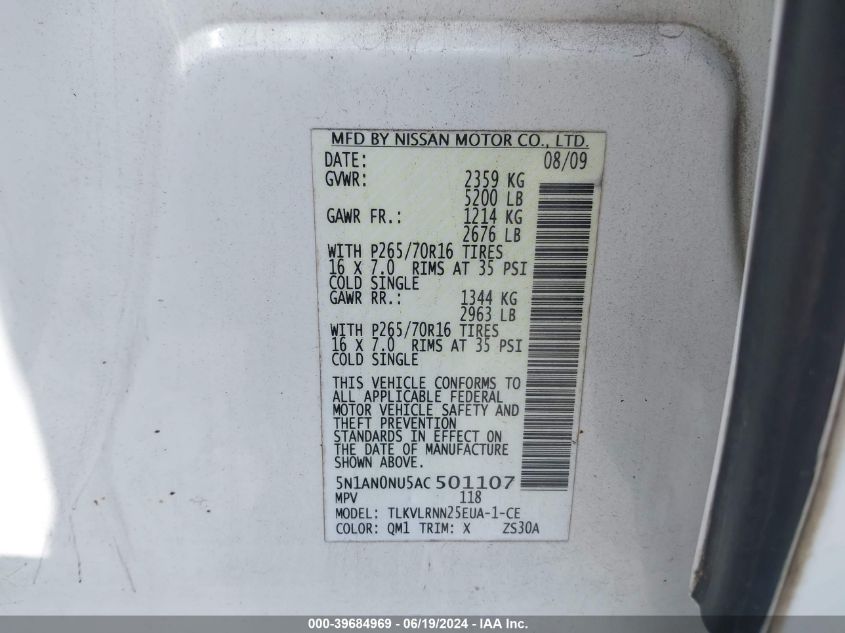 MFD BY NISSAN MOTOR CO., LTD.
DATE: 08/09
GVWR: 2359 KG
5200 LB
GAWR FR.: 1214 KG
2676 LB
WITH P265/70R16 TIRES
16 X 7.0 RIMS AT 35 PSI
COLD SINGLE
GAWR RR.: 1344 KG
2963 LB
WITH P265/70R16 TIRES
16 X 7.0 RIMS AT 35 PSI
COLD SINGLE
THIS VEHICLE CONFORMS TO
ALL APPLICABLE FEDERAL
MOTOR VEHICLE SAFETY AND
THEFT PREVENTION
STANDARDS IN EFFECT ON
THE DATE OF MANUFACTURE
SHOWN ABOVE.
5N1AN0NU5AC 501107
MPV 118
MODEL: TLKVLRNN25EUA-1-CE
COLOR: QM1 TRIM: X ZS30A
000-39684969 - 06/19/2024 - IAA Inc.